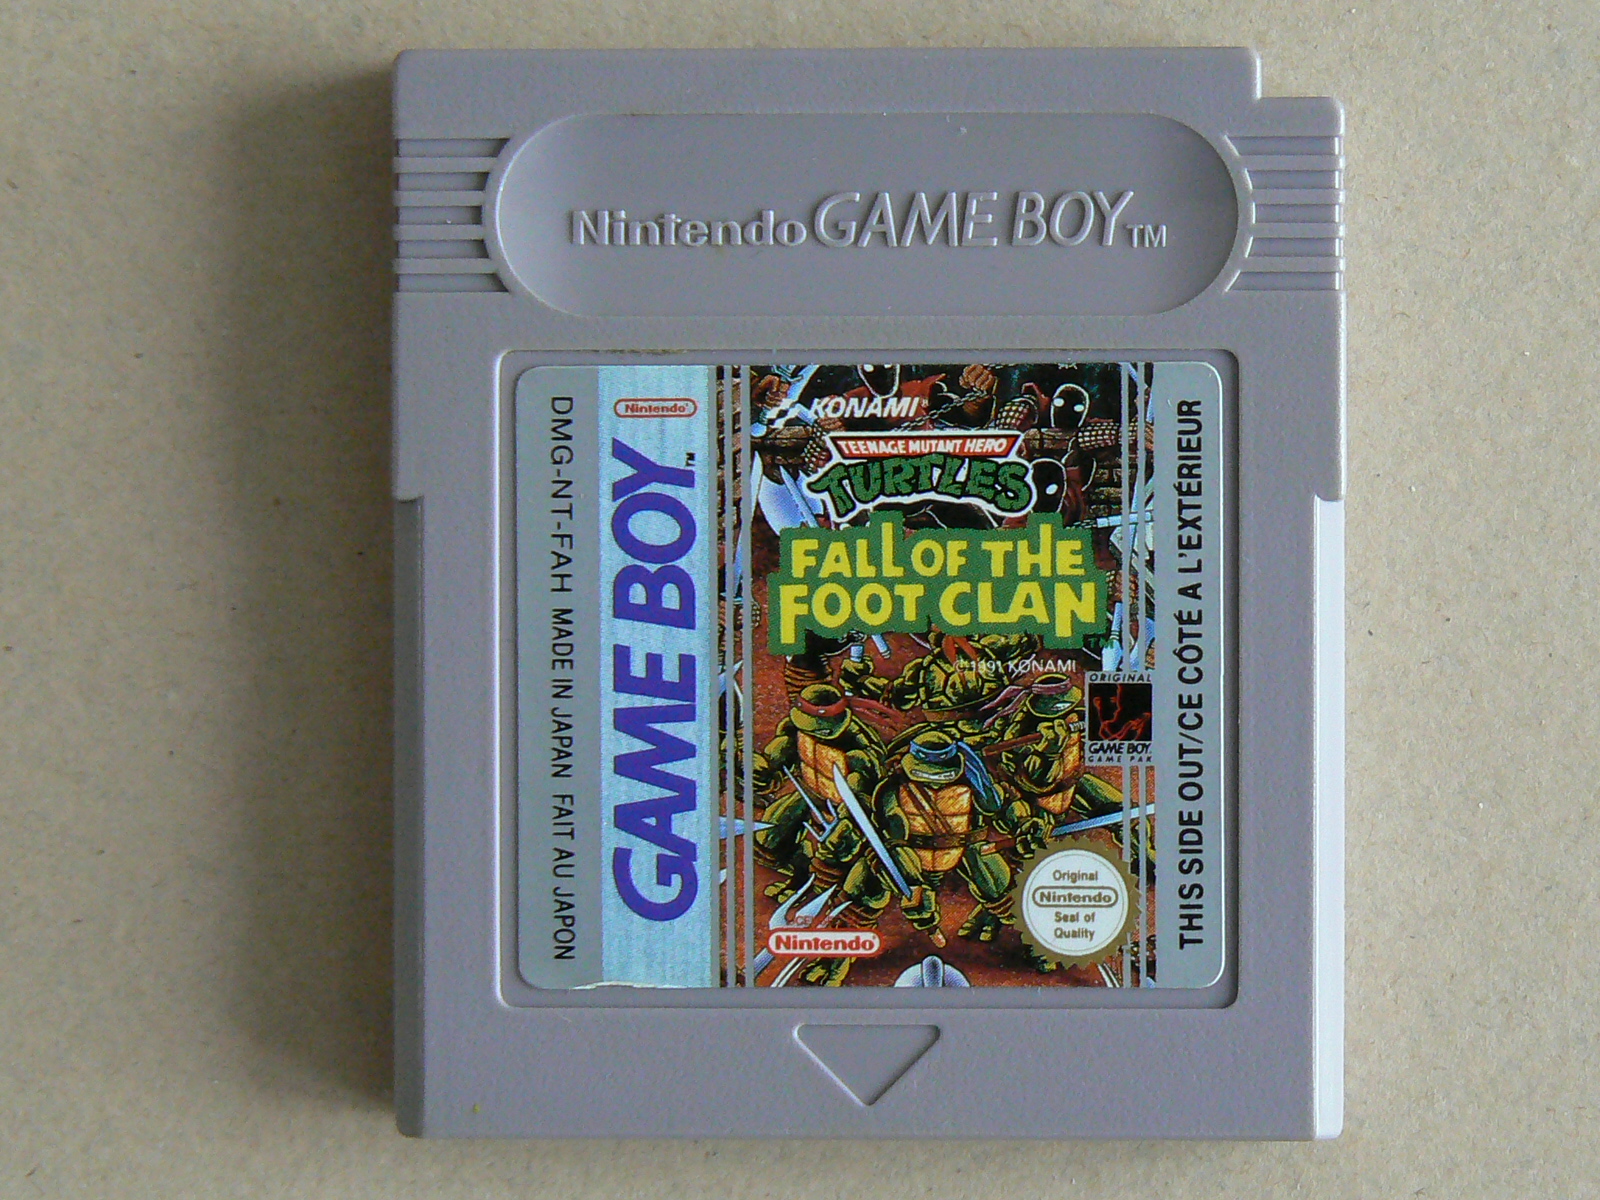 Nintendo GAME BOY TM
DMG-NT-FAH MADE IN JAPAN FAIT AU JAPON
Nintendo
GAME BOY TM
KONAMI
TEENAGE MUTANT HERO
TURTLES
FALL OF THE
FOOT CLAN
TM
© 1991 KONAMI
ORIGINAL
GAME BOY
GAME PAK
Nintendo
Original
Nintendo
Seal of
Quality
THIS SIDE OUT/CE CÔTÉ A L'EXTÉRIEUR